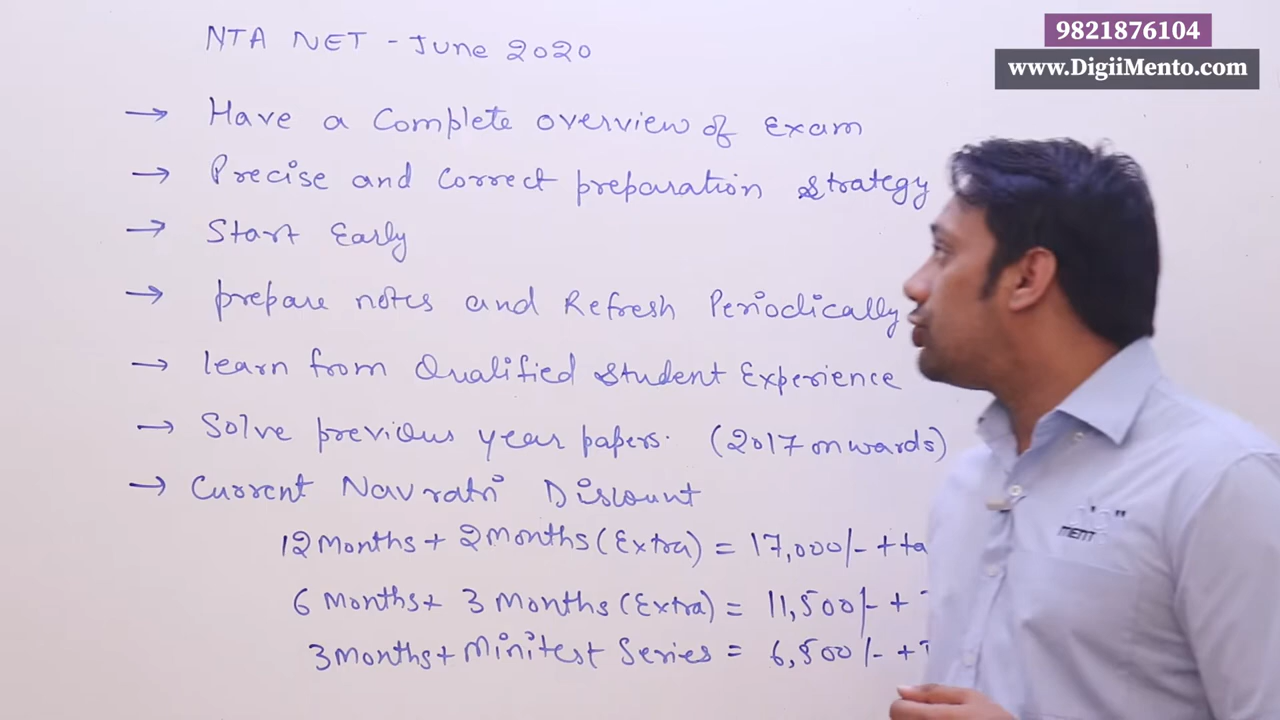 NTA NET - June 2020
9821876104
www.DigiiMento.com
→ Have a complete overview of Exam
→ Precise and correct preparation strategy
→ Start Early
→ prepare notes and Refresh Periodically
→ learn from Qualified student Experience
→ Solve previous year papers. (2017 onwards)
→ Current Navratri Discount
12 Months + 2 Months (Extra) = 17,000/- + ta
6 Months + 3 Months (Extra) = 11,500/- +
3 Months + Minitest Series = 6,500/- +
MENTO